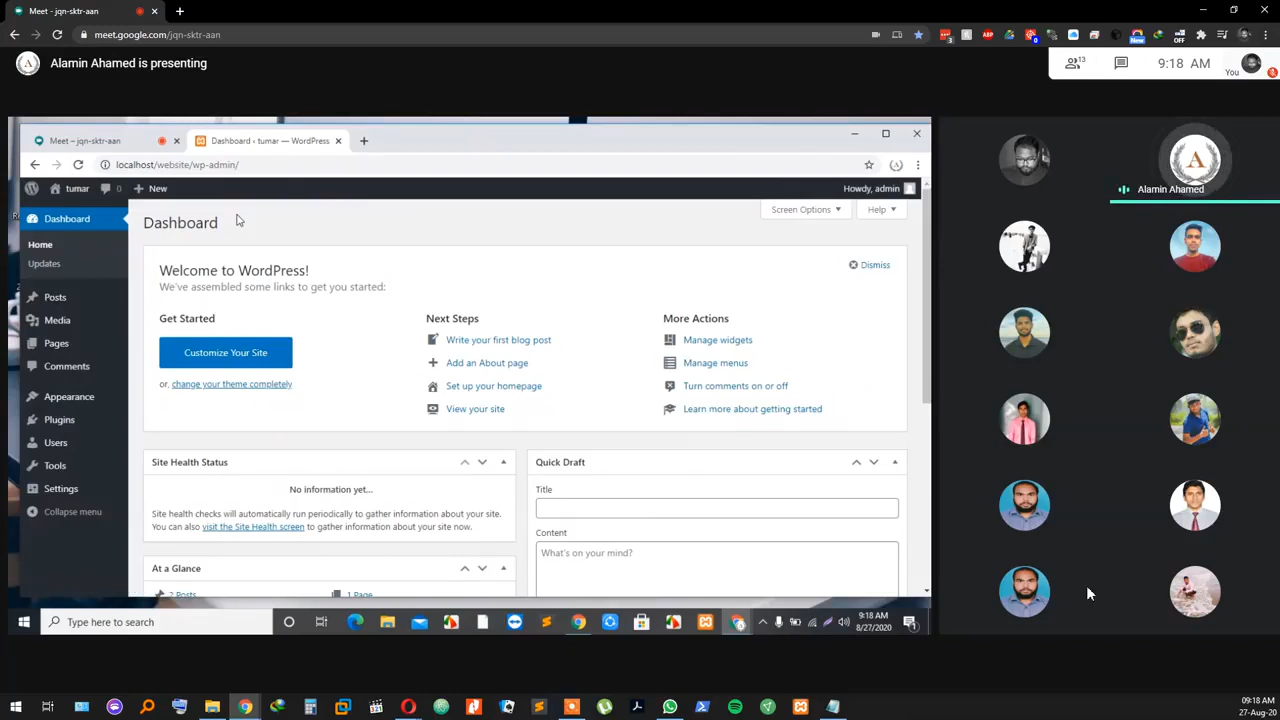 Meet - jqn-sktr-aan
meet.google.com/jqn-sktr-aan
Alamin Ahamed is presenting
13
9:18 AM
You
Meet – jqn-sktr-aan
Dashboard ‹ tumar — WordPress
localhost/website/wp-admin/
tumar
0
New
Howdy, admin
Dashboard
Home
Updates
Posts
Media
Pages
Comments
Appearance
Plugins
Users
Tools
Settings
Collapse menu
Dashboard
Screen Options
Help
Welcome to WordPress!
We've assembled some links to get you started:
Dismiss
Get Started
Customize Your Site
or, change your theme completely
Next Steps
Write your first blog post
Add an About page
Set up your homepage
View your site
More Actions
Manage widgets
Manage menus
Turn comments on or off
Learn more about getting started
Site Health Status
No information yet...
Site health checks will automatically run periodically to gather information about your site.
You can also visit the Site Health screen to gather information about your site now.
At a Glance
2 Posts
1 Page
Quick Draft
Title
Content
What's on your mind?
Type here to search
9:18 AM
8/27/2020
A
Alamin Ahamed
09:18 AM
27-Aug-20